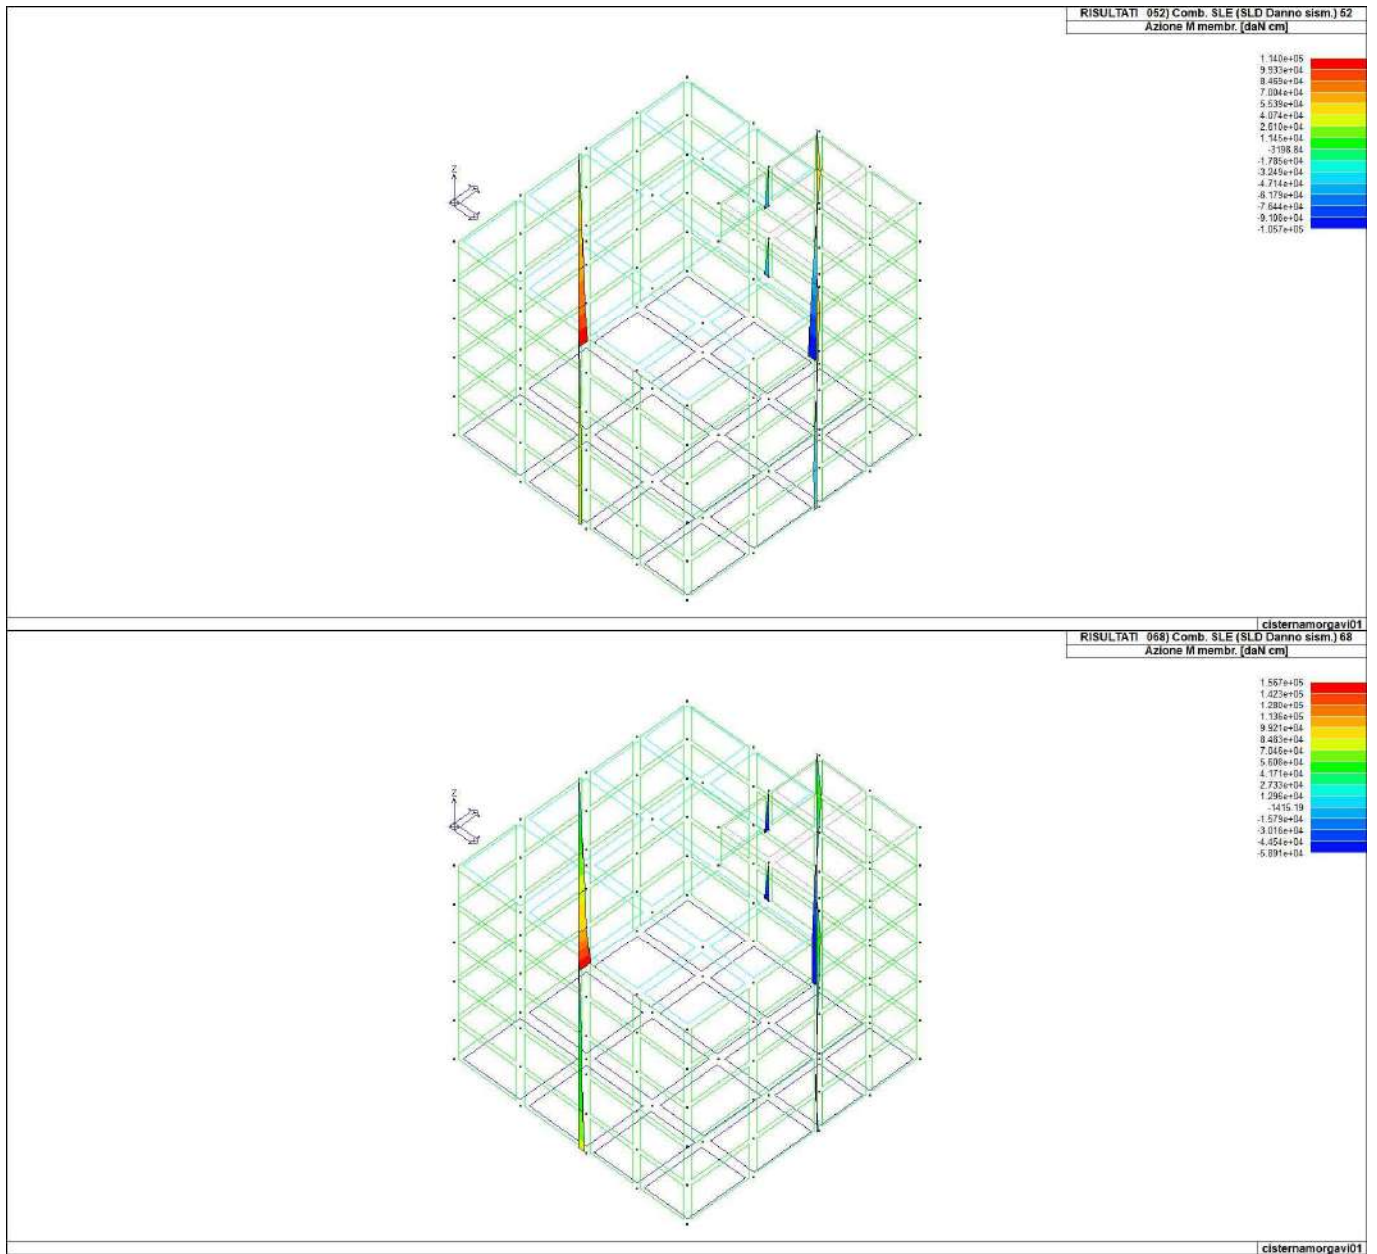 RISULTATI 052) Comb. SLE (SLD Danno sism.) 52
Azione M membr. [daN cm]
1.140e+05
9.933e+04
8.469e+04
7.004e+04
5.539e+04
4.074e+04
2.610e+04
1.145e+04
-3198.84
-1.785e+04
-3.249e+04
-4.714e+04
-6.179e+04
-7.644e+04
-9.108e+04
-1.057e+05
Z
cisternamorgavi01
RISULTATI 068) Comb. SLE (SLD Danno sism.) 68
Azione M membr. [daN cm]
1.567e+05
1.423e+05
1.280e+05
1.136e+05
9.921e+04
8.483e+04
7.046e+04
5.608e+04
4.171e+04
2.733e+04
1.296e+04
-1415.19
-1.579e+04
-3.016e+04
-4.454e+04
-5.891e+04
Z
cisternamorgavi01